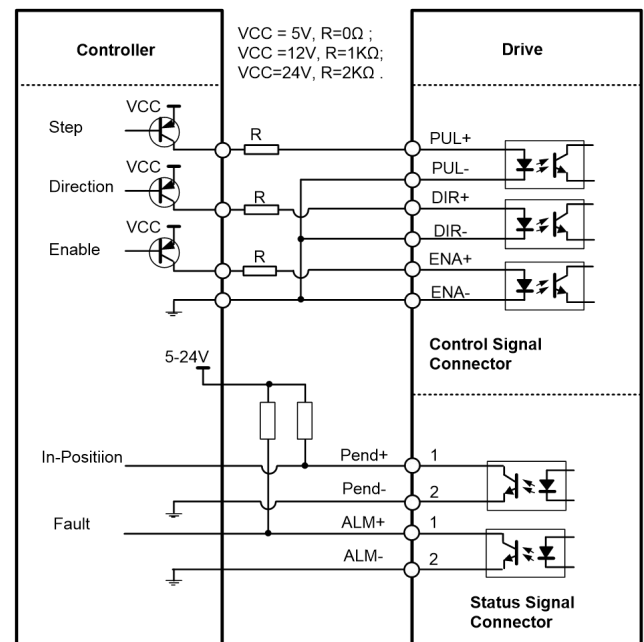 Controller
VCC = 5V, R=0Ω ;
VCC =12V, R=1KΩ;
VCC=24V, R=2KΩ .
Drive
VCC
Step
R
PUL+
PUL-
VCC
Direction
R
DIR+
DIR-
VCC
Enable
R
ENA+
ENA-
Control Signal
Connector
5-24V
In-Positiion
Pend+
1
Pend-
2
Fault
ALM+
1
ALM-
2
Status Signal
Connector